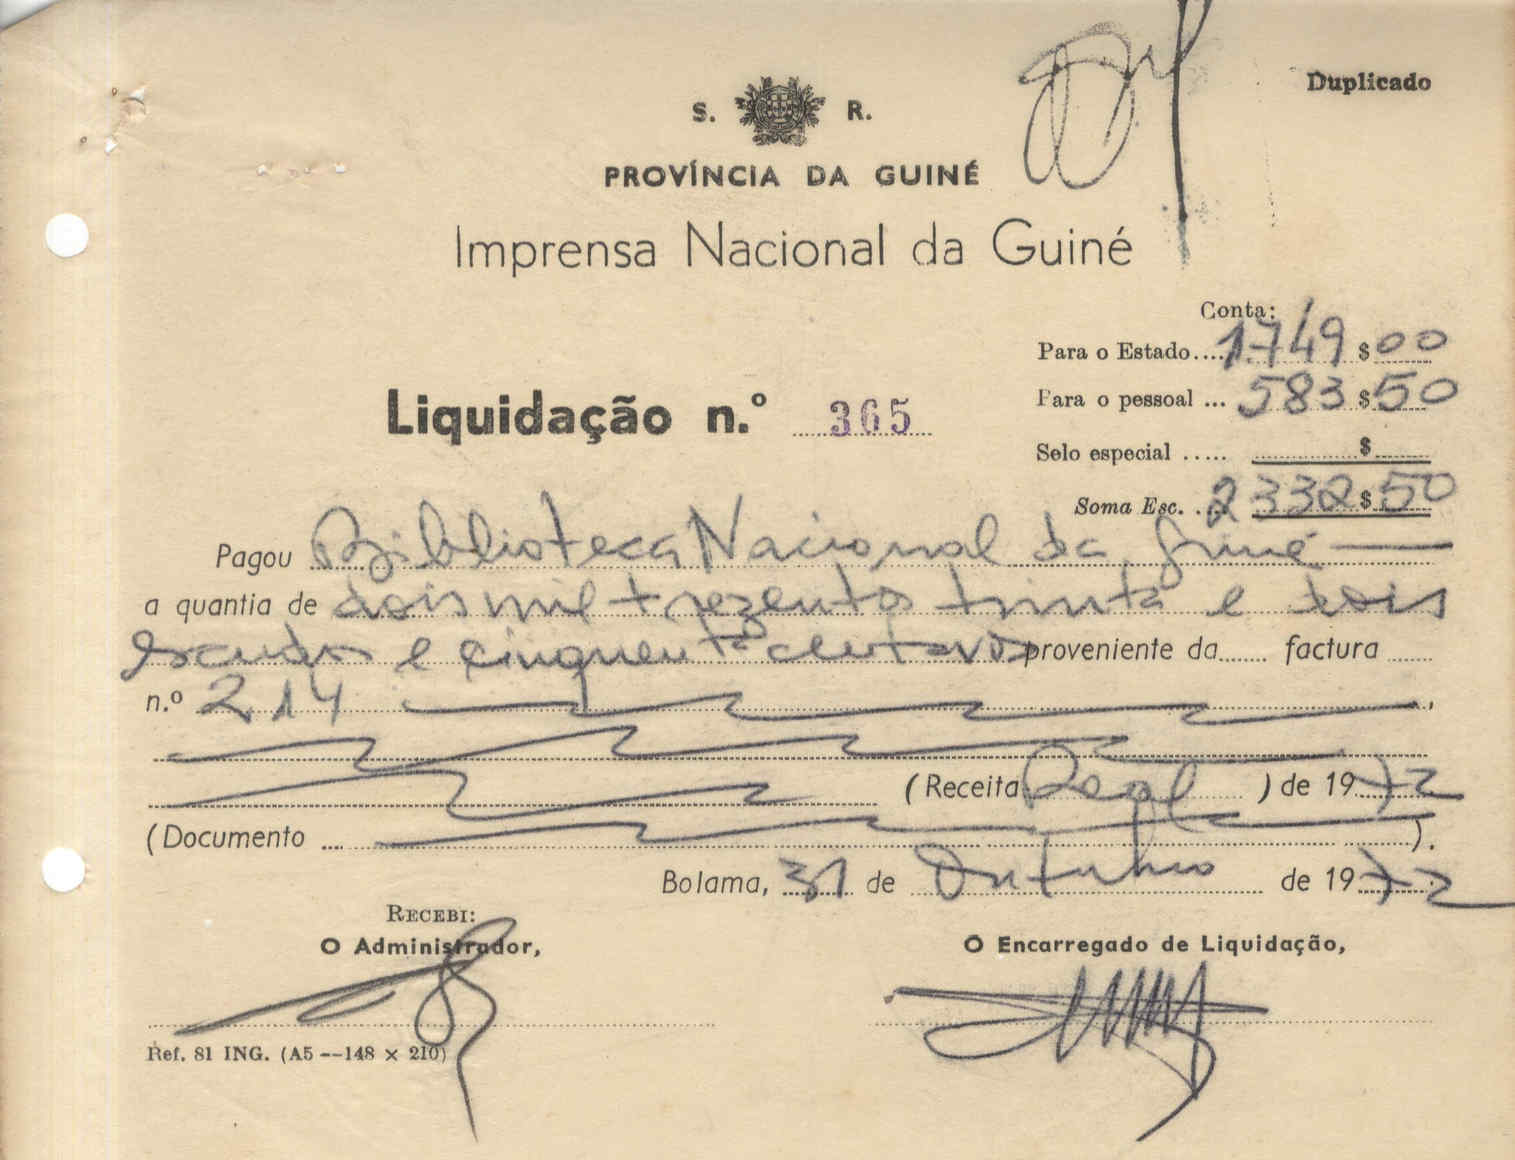 Duplicado
S. R.
PROVÍNCIA DA GUINÉ
Imprensa Nacional da Guiné
Conta:
Para o Estado.... 1.749 $ 00
Para o pessoal ... 583 $ 50
Liquidação n.º 365
Selo especial ..... $
Soma Esc. ... 2332 $ 50
Pagou Biblioteca Nacional da Guiné
a quantia de dois mil trezentos trinta e dois
escudos e cinquenta centavos proveniente da...... factura ......
n.º 214
(Receita ) de 1972
(Documento ... ).
Bolama, 31 de Outubro de 1972
RECEBI:
O Administrador,
O Encarregado de Liquidação,
Ref. 81 ING. (A5--148 × 210)